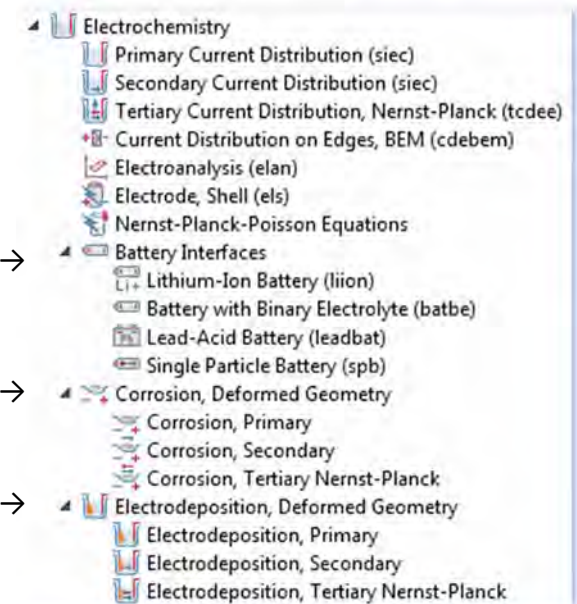 Electrochemistry
Primary Current Distribution (siec)
Secondary Current Distribution (siec)
Tertiary Current Distribution, Nernst-Planck (tcdee)
Current Distribution on Edges, BEM (cdebem)
Electroanalysis (elan)
Electrode, Shell (els)
Nernst-Planck-Poisson Equations
Battery Interfaces
Li+ Lithium-Ion Battery (liion)
Battery with Binary Electrolyte (batbe)
Lead-Acid Battery (leadbat)
Single Particle Battery (spb)
Corrosion, Deformed Geometry
Corrosion, Primary
Corrosion, Secondary
Corrosion, Tertiary Nernst-Planck
Electrodeposition, Deformed Geometry
Electrodeposition, Primary
Electrodeposition, Secondary
Electrodeposition, Tertiary Nernst-Planck